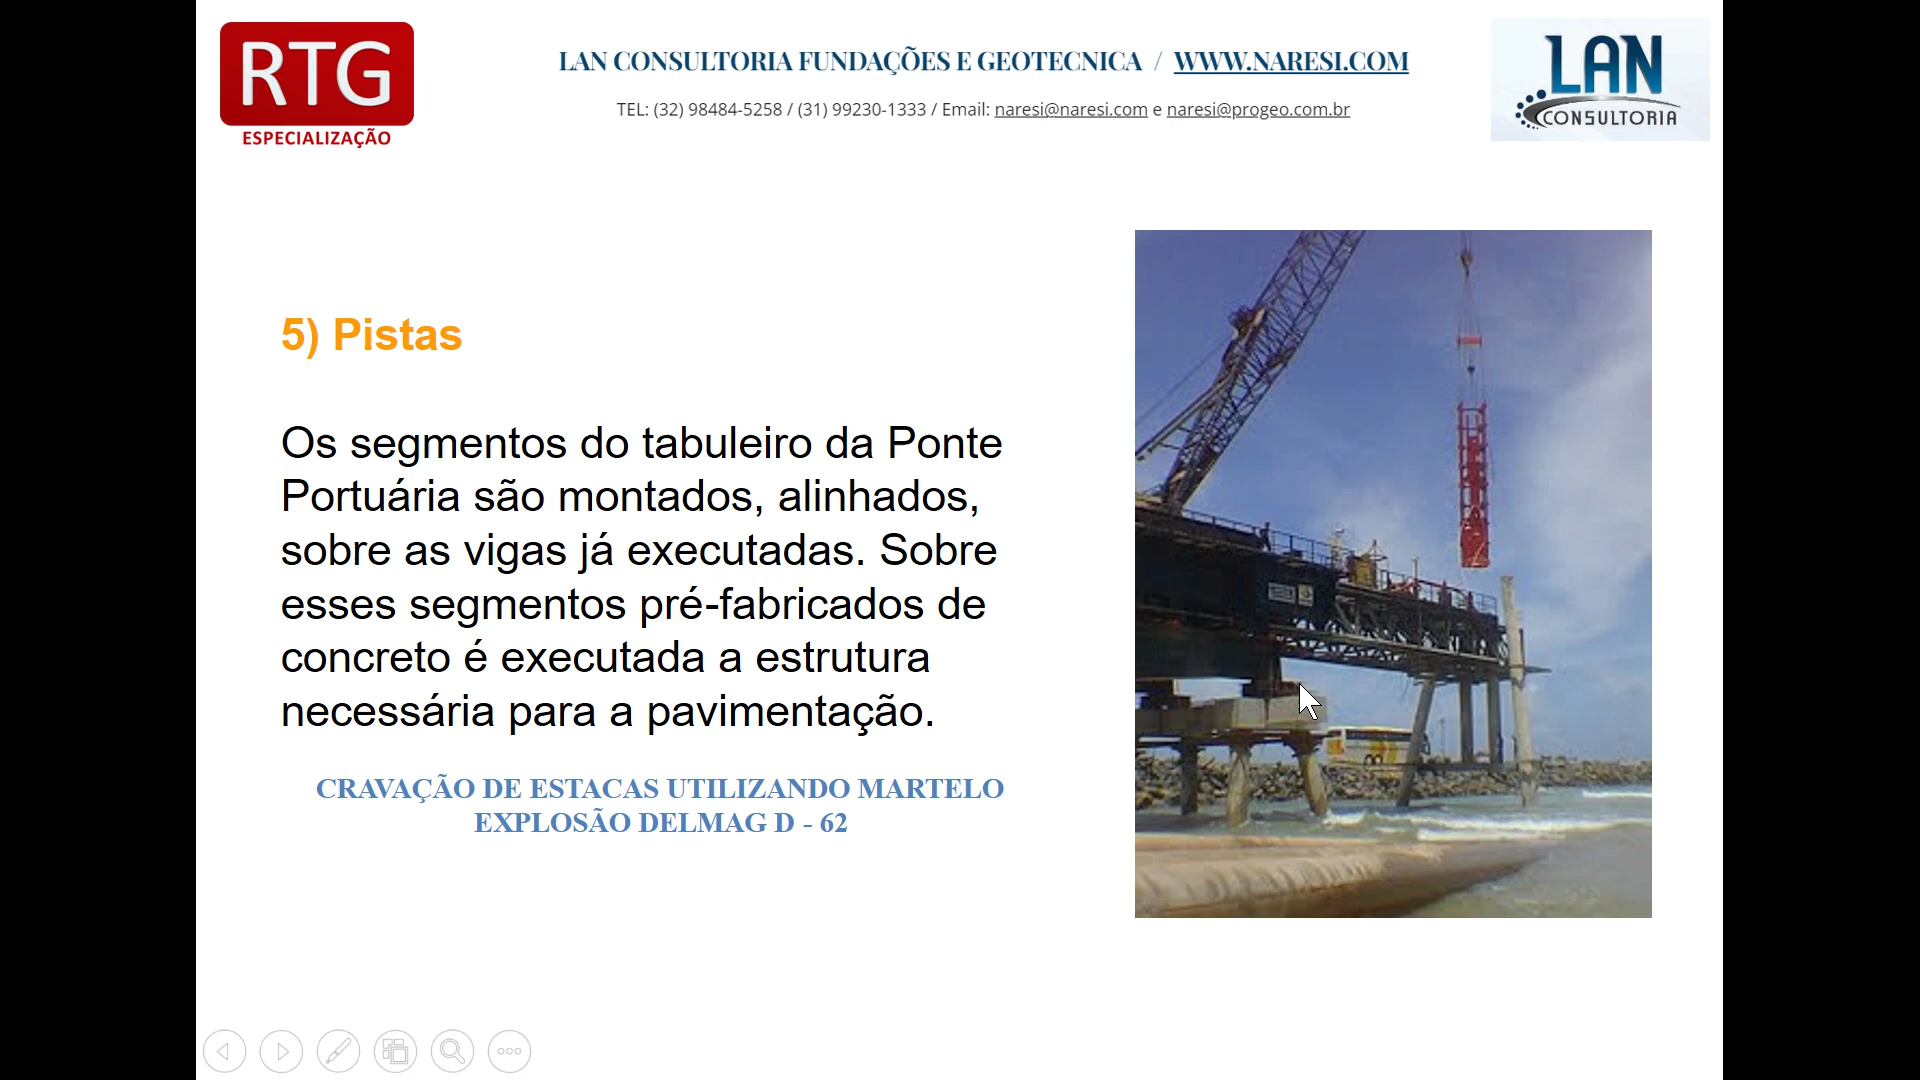 RTG
ESPECIALIZAÇÃO
LAN CONSULTORIA FUNDAÇÕES E GEOTECNICA / WWW.NARESI.COM
TEL: (32) 98484-5258 / (31) 99230-1333 / Email: naresi@naresi.com e naresi@progeo.com.br
LAN
CONSULTORIA
5) Pistas
Os segmentos do tabuleiro da Ponte
Portuária são montados, alinhados,
sobre as vigas já executadas. Sobre
esses segmentos pré-fabricados de
concreto é executada a estrutura
necessária para a pavimentação.
CRAVAÇÃO DE ESTACAS UTILIZANDO MARTELO
EXPLOSÃO DELMAG D - 62